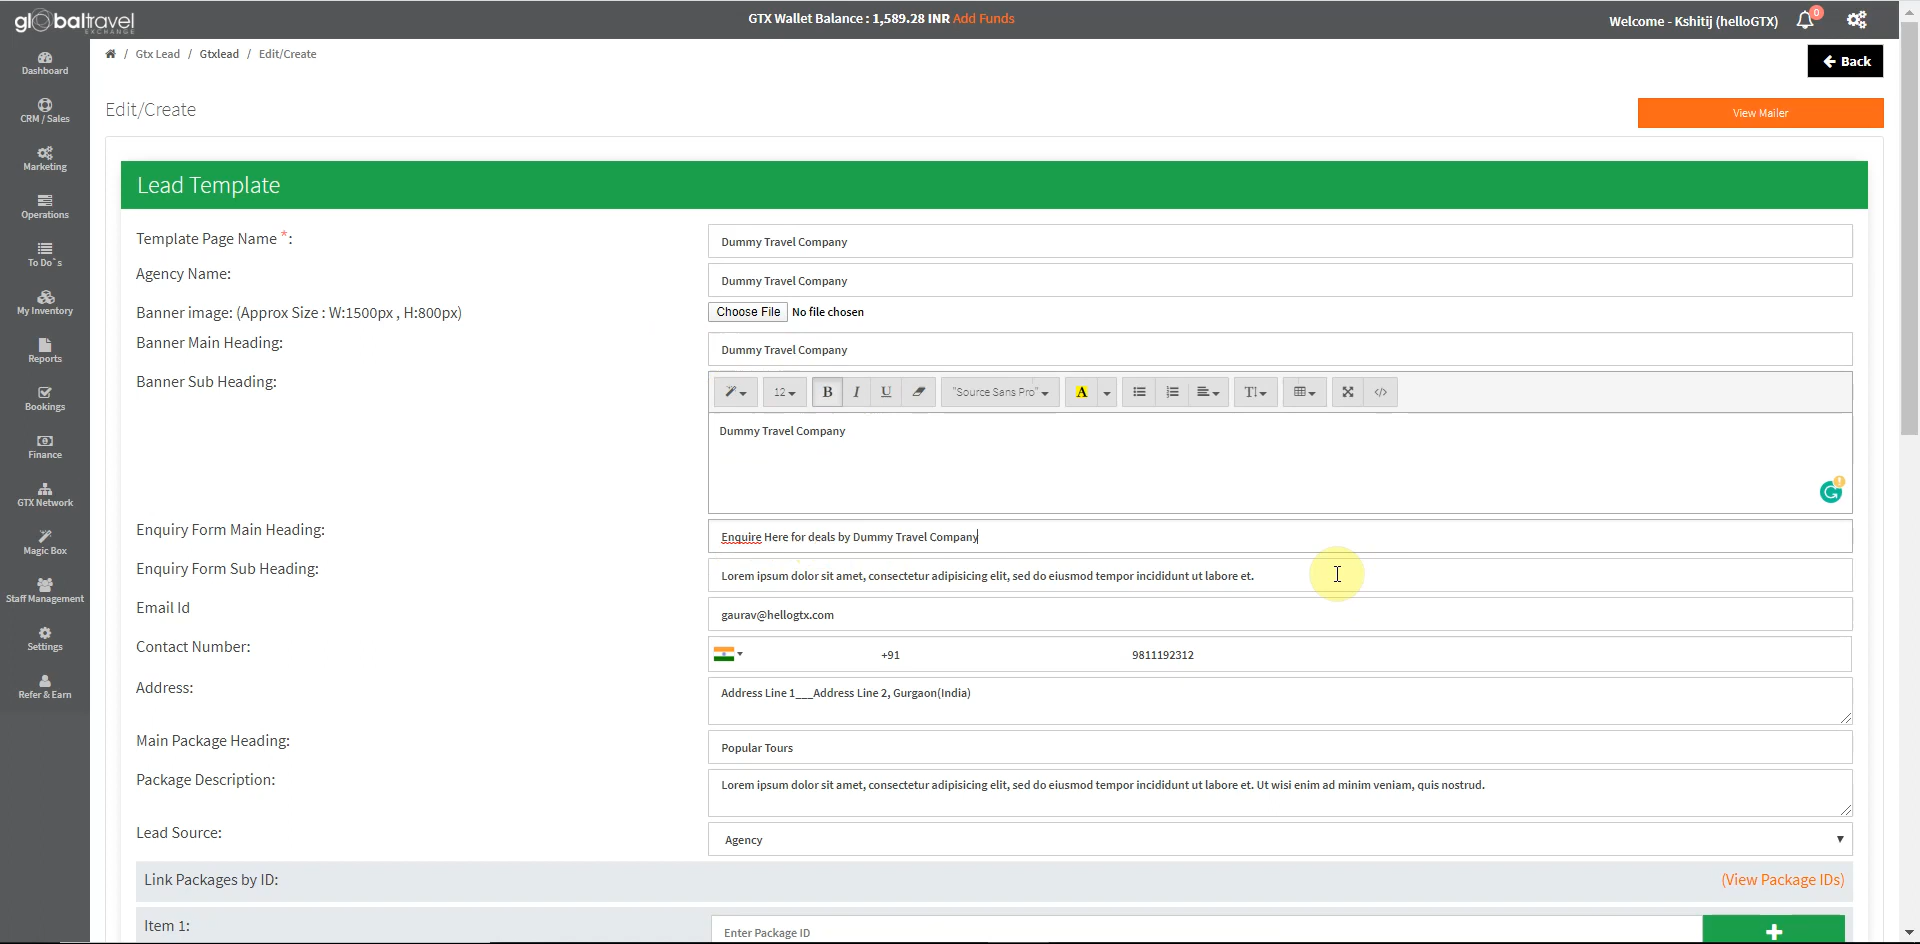 globaltravel
EXCHANGE
GTX Wallet Balance : 1,589.28 INR Add Funds
Welcome - Kshitij (helloGTX)
0
Dashboard
CRM / Sales
Marketing
Operations
To Do`s
My Inventory
Reports
Bookings
Finance
GTX Network
Magic Box
Staff Management
Settings
Refer & Earn
/ Gtx Lead / Gtxlead / Edit/Create
Back
Edit/Create
View Mailer
Lead Template
Template Page Name *:
Dummy Travel Company
Agency Name:
Dummy Travel Company
Banner image: (Approx Size : W:1500px , H:800px)
Choose File No file chosen
Banner Main Heading:
Dummy Travel Company
Banner Sub Heading:
12 B I U "Source Sans Pro" A T
Dummy Travel Company
Enquiry Form Main Heading:
Enquire Here for deals by Dummy Travel Company
Enquiry Form Sub Heading:
Lorem ipsum dolor sit amet, consectetur adipisicing elit, sed do eiusmod tempor incididunt ut labore et.
Email Id
gaurav@hellogtx.com
Contact Number:
+91 9811192312
Address:
Address Line 1___Address Line 2, Gurgaon(India)
Main Package Heading:
Popular Tours
Package Description:
Lorem ipsum dolor sit amet, consectetur adipisicing elit, sed do eiusmod tempor incididunt ut labore et. Ut wisi enim ad minim veniam, quis nostrud.
Lead Source:
Agency
Link Packages by ID:
(View Package IDs)
Item 1:
Enter Package ID
+